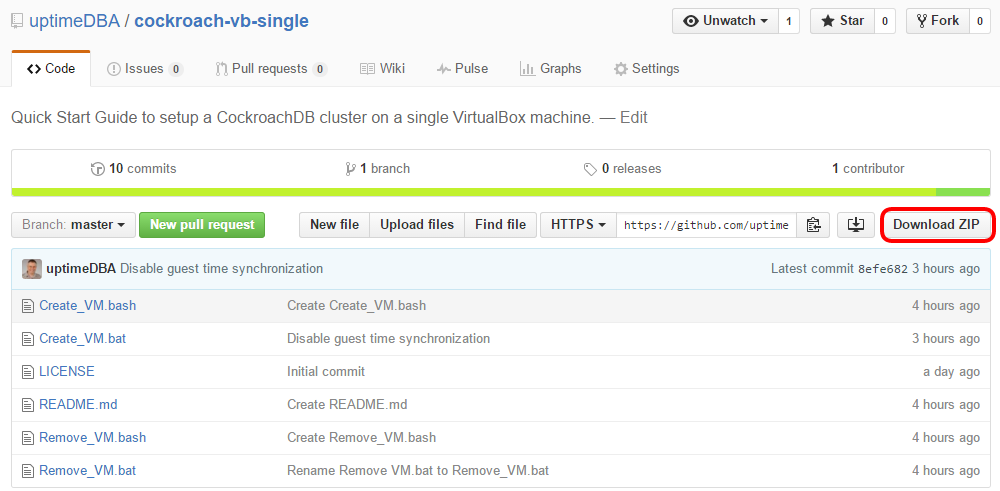 uptimeDBA / cockroach-vb-single Unwatch 1 Star 0 Fork 0
Code Issues 0 Pull requests 0 Wiki Pulse Graphs Settings
Quick Start Guide to setup a CockroachDB cluster on a single VirtualBox machine. — Edit
10 commits 1 branch 0 releases 1 contributor
Branch: master New pull request New file Upload files Find file HTTPS https://github.com/uptime Download ZIP
uptimeDBA Disable guest time synchronization Latest commit 8efe682 3 hours ago
Create_VM.bash Create Create_VM.bash 4 hours ago
Create_VM.bat Disable guest time synchronization 3 hours ago
LICENSE Initial commit a day ago
README.md Create README.md 4 hours ago
Remove_VM.bash Create Remove_VM.bash 4 hours ago
Remove_VM.bat Rename Remove VM.bat to Remove_VM.bat 4 hours ago